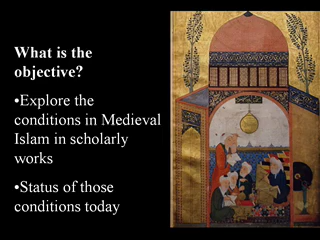 What is the
objective?
•Explore the
conditions in Medieval
Islam in scholarly
works
•Status of those
conditions today